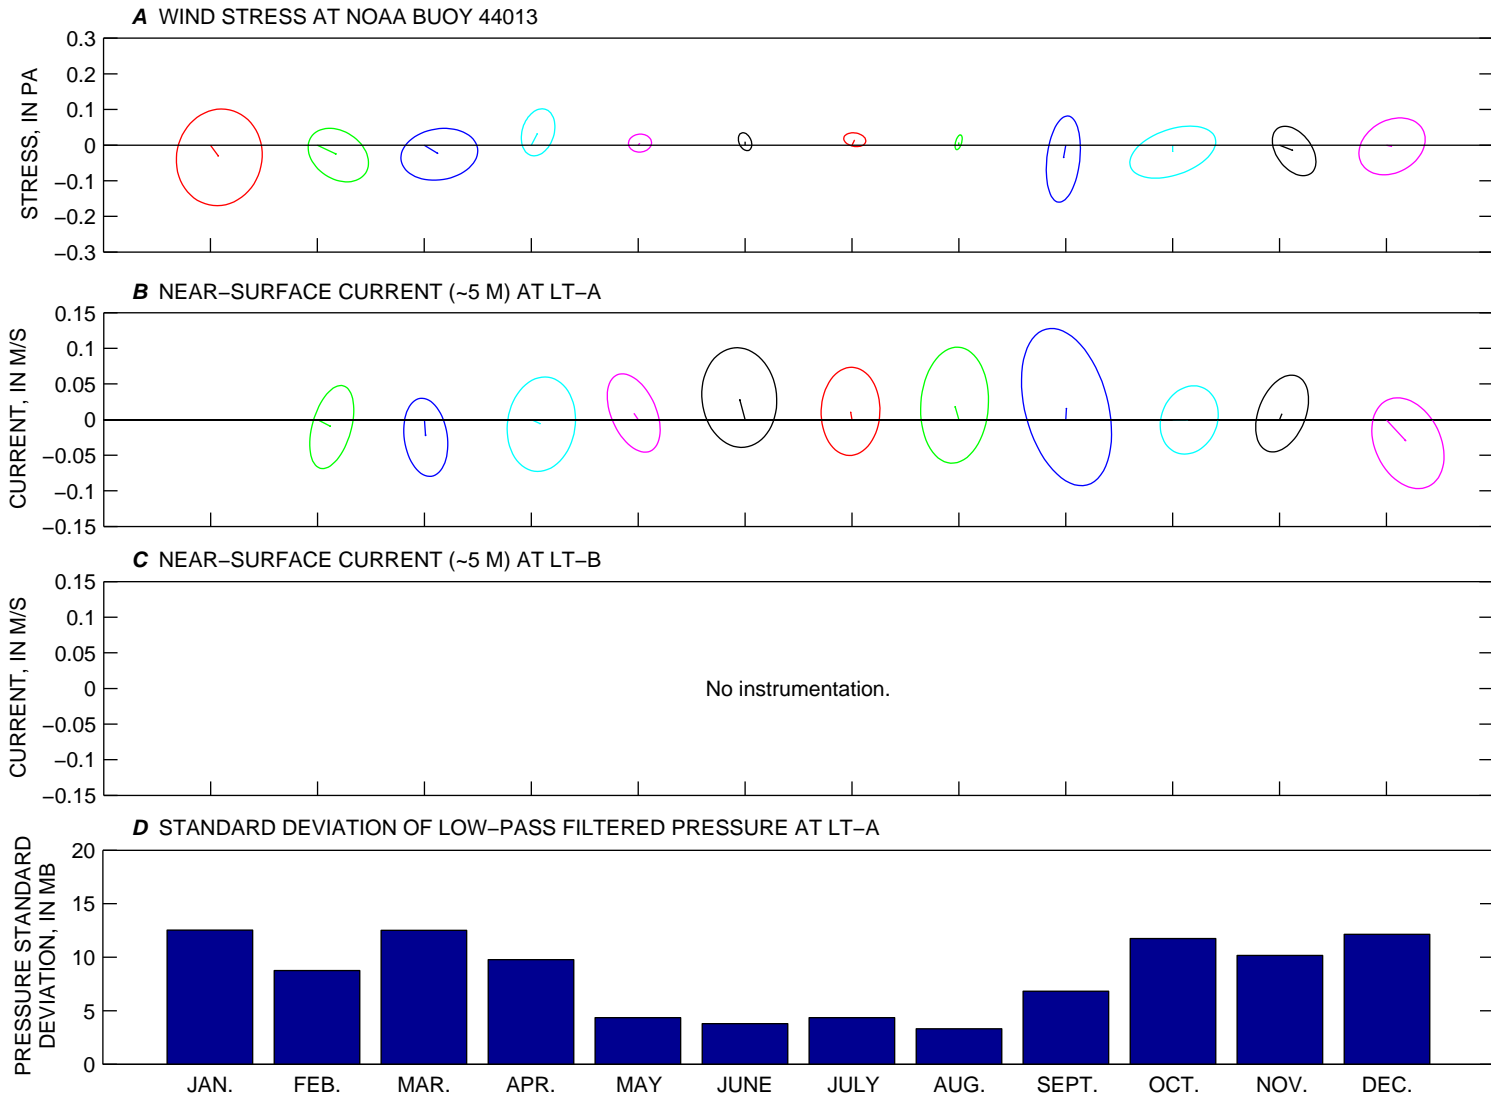 A WIND STRESS AT NOAA BUOY 44013
STRESS, IN PA
0.3
0.2
0.1
0
−0.1
−0.2
−0.3
B NEAR−SURFACE CURRENT (~5 M) AT LT−A
CURRENT, IN M/S
0.15
0.1
0.05
0
−0.05
−0.1
−0.15
C NEAR−SURFACE CURRENT (~5 M) AT LT−B
CURRENT, IN M/S
0.15
0.1
0.05
0
−0.05
−0.1
−0.15
No instrumentation.
D STANDARD DEVIATION OF LOW−PASS FILTERED PRESSURE AT LT−A
PRESSURE STANDARD
DEVIATION, IN MB
20
15
10
5
0
JAN. FEB. MAR. APR. MAY JUNE JULY AUG. SEPT. OCT. NOV. DEC.